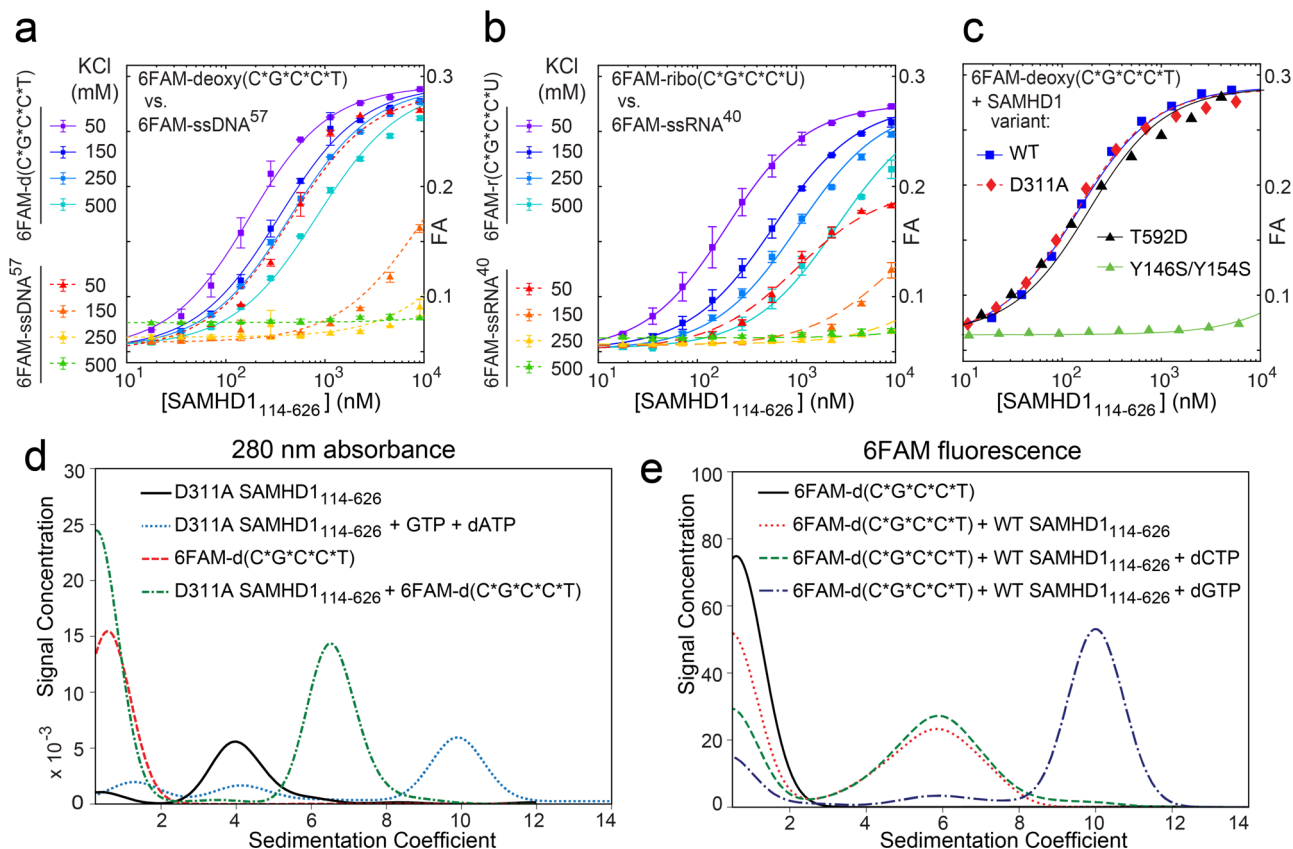 a
KCl
(mM)
6FAM-d(C*G*C*C*T)
50
150
250
500
6FAM-ssDNA57
50
150
250
500
6FAM-deoxy(C*G*C*C*T)
vs.
6FAM-ssDNA57
0.3
0.2
0.1
FA
10^1
10^2
10^3
10^4
[SAMHD1114-626] (nM)
b
KCl
(mM)
6FAM-r(C*G*C*C*U)
50
150
250
500
6FAM-ssRNA40
50
150
250
500
6FAM-ribo(C*G*C*C*U)
vs.
6FAM-ssRNA40
0.3
0.2
0.1
FA
10^1
10^2
10^3
10^4
[SAMHD1114-626] (nM)
c
6FAM-deoxy(C*G*C*C*T)
+ SAMHD1
variant:
WT
D311A
T592D
Y146S/Y154S
0.3
0.2
0.1
FA
10^1
10^2
10^3
10^4
[SAMHD1114-626] (nM)
d
280 nm absorbance
D311A SAMHD1114-626
D311A SAMHD1114-626 + GTP + dATP
6FAM-d(C*G*C*C*T)
D311A SAMHD1114-626 + 6FAM-d(C*G*C*C*T)
Signal Concentration
x 10^-3
30
25
20
15
10
5
0
0
2
4
6
8
10
12
14
Sedimentation Coefficient
e
6FAM fluorescence
6FAM-d(C*G*C*C*T)
6FAM-d(C*G*C*C*T) + WT SAMHD1114-626
6FAM-d(C*G*C*C*T) + WT SAMHD1114-626 + dCTP
6FAM-d(C*G*C*C*T) + WT SAMHD1114-626 + dGTP
Signal Concentration
100
80
60
40
20
0
2
4
6
8
10
12
14
Sedimentation Coefficient